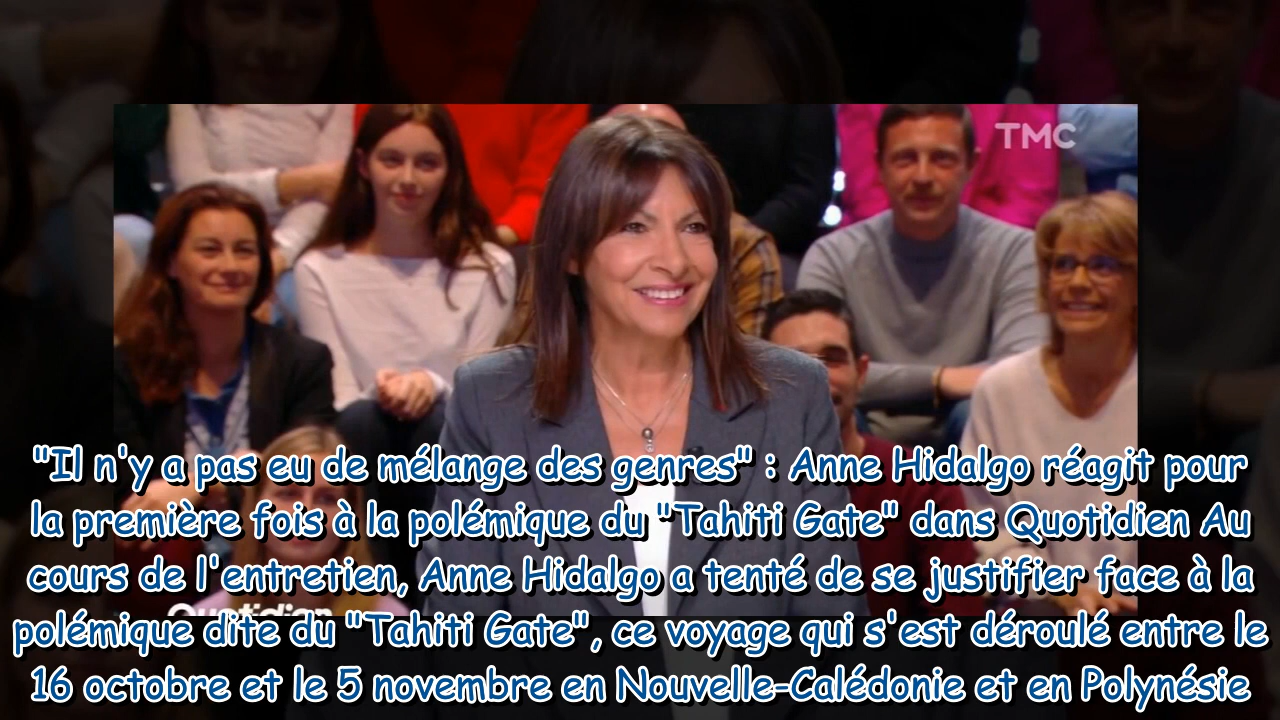 TMC
"Il n'y a pas eu de mélange des genres" : Anne Hidalgo réagit pour
la première fois à la polémique du "Tahiti Gate" dans Quotidien Au
cours de l'entretien, Anne Hidalgo a tenté de se justifier face à la
Quotidien
polémique dite du "Tahiti Gate", ce voyage qui s'est déroulé entre le
16 octobre et le 5 novembre en Nouvelle-Calédonie et en Polynésie